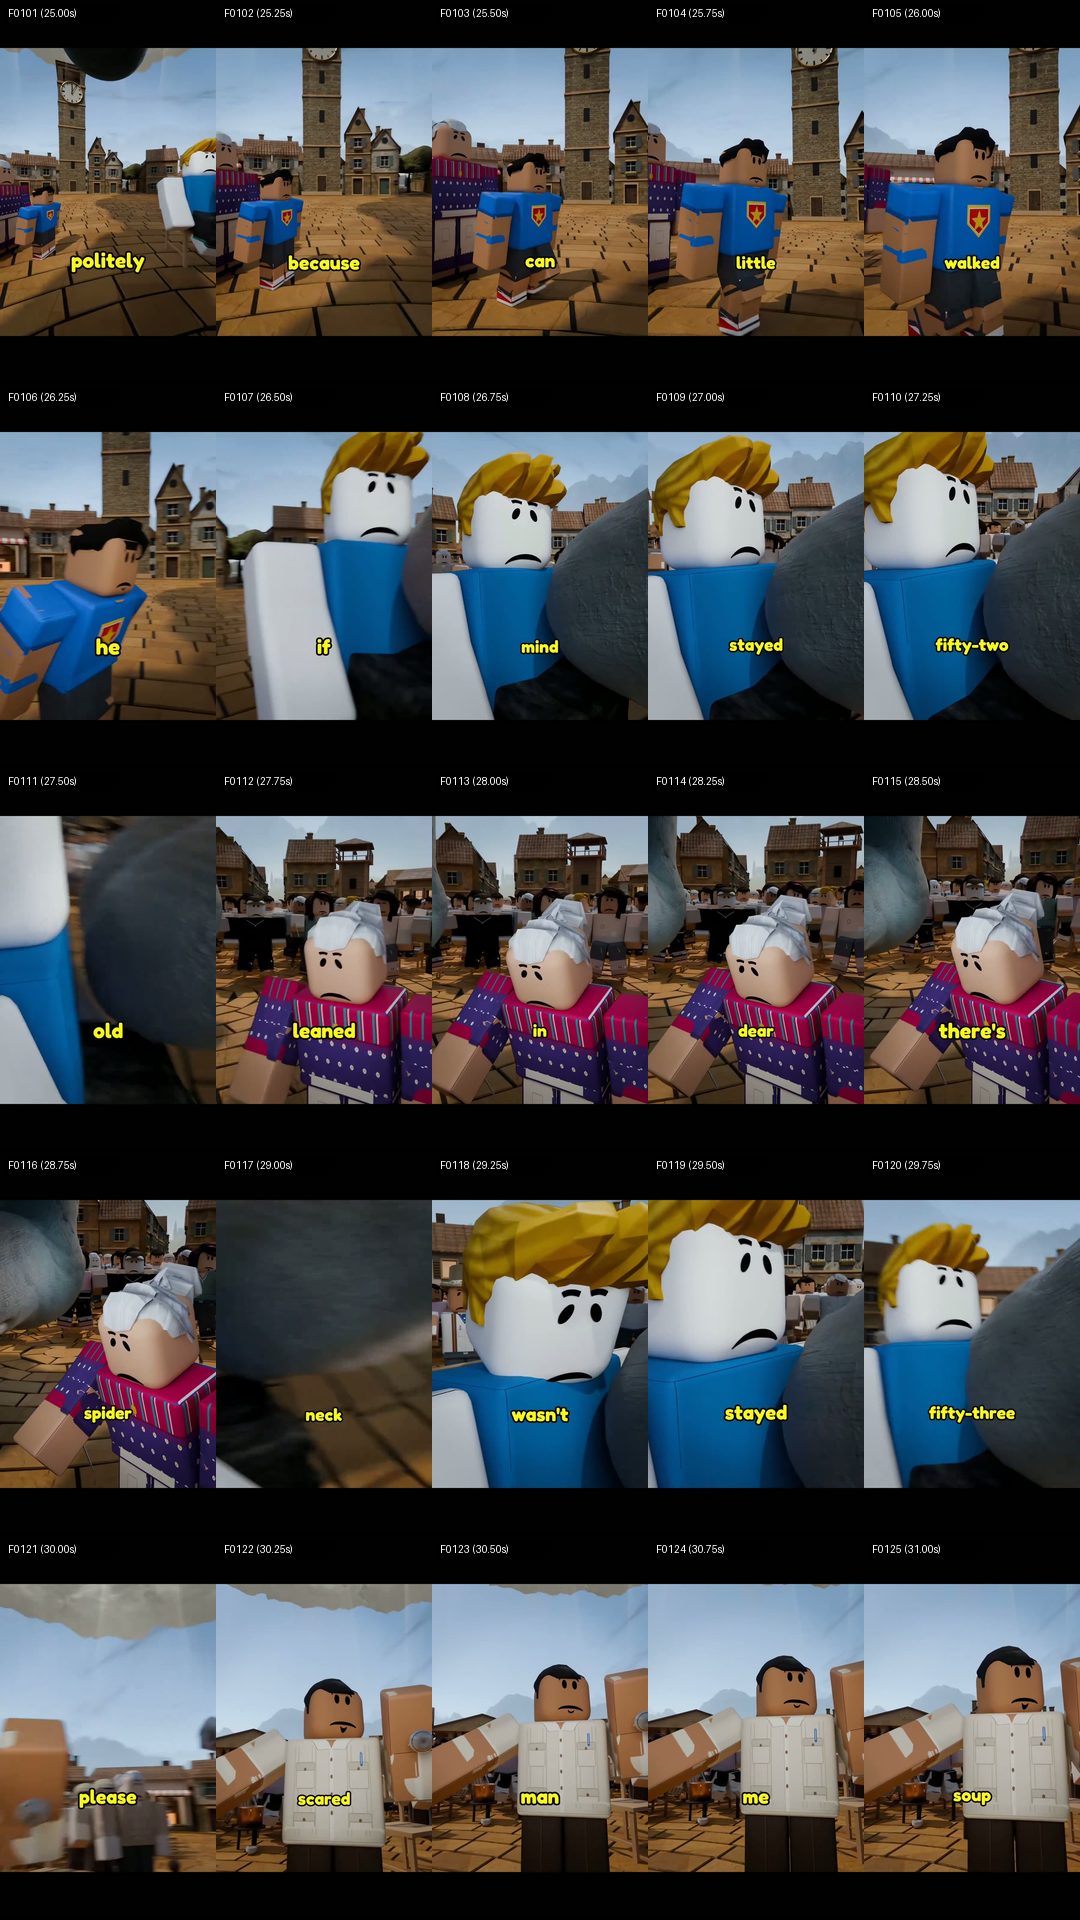 F0101 (25.00s)
F0102 (25.25s)
F0103 (25.50s)
F0104 (25.75s)
F0105 (26.00s)
politely
because
can
little
walked
F0106 (26.25s)
F0107 (26.50s)
F0108 (26.75s)
F0109 (27.00s)
F0110 (27.25s)
he
if
mind
stayed
fifty-two
F0111 (27.50s)
F0112 (27.75s)
F0113 (28.00s)
F0114 (28.25s)
F0115 (28.50s)
old
leaned
in
dear
there's
F0116 (28.75s)
F0117 (29.00s)
F0118 (29.25s)
F0119 (29.50s)
F0120 (29.75s)
spider
neck
wasn't
stayed
fifty-three
F0121 (30.00s)
F0122 (30.25s)
F0123 (30.50s)
F0124 (30.75s)
F0125 (31.00s)
please
scared
man
me
soup